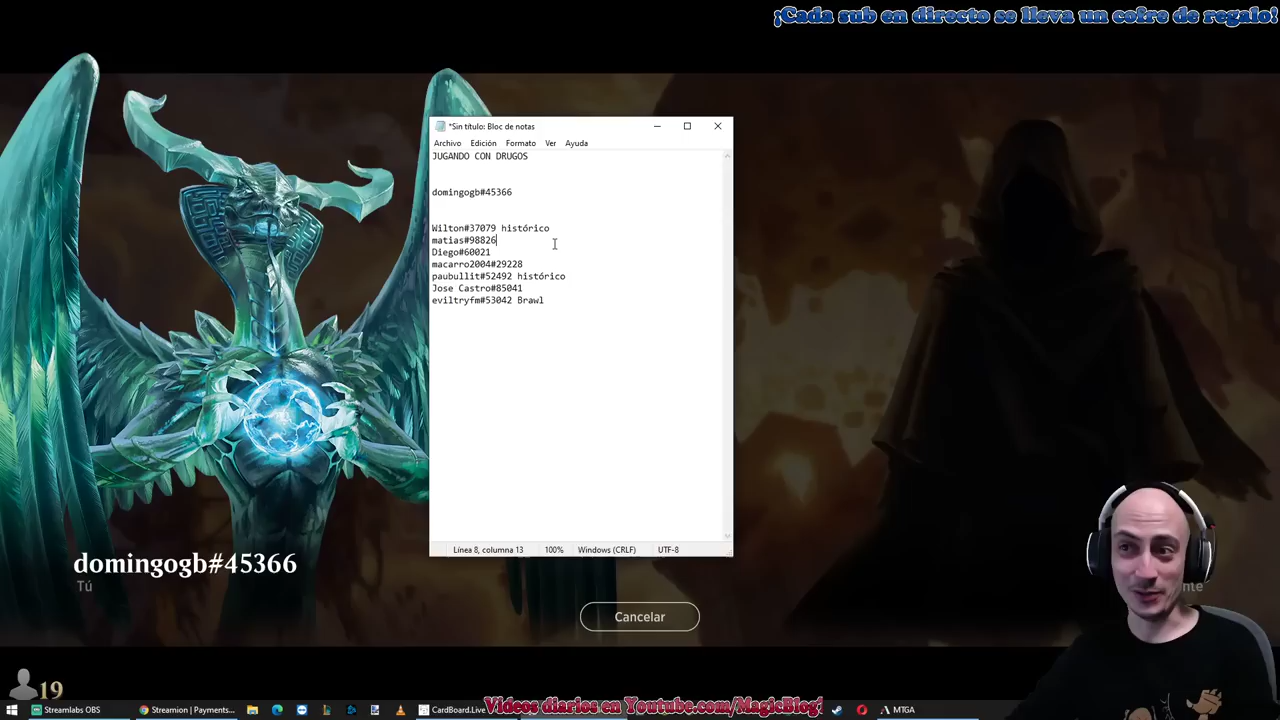 ¡Cada sub en directo se lleva un cofre de regalo!
*Sin título: Bloc de notas
Archivo Edición Formato Ver Ayuda
JUGANDO CON DRUGOS
domingogb#45366
Wilton#37079 histórico
matias#98826
Diego#60021
macarro2004#29228
paubullit#52492 histórico
Jose Castro#85041
eviltryfm#53042 Brawl
Línea 8, columna 13 100% Windows (CRLF) UTF-8
domingogb#45366
Tú
Cancelar
19
Videos diarios en Youtube.com/MagicBlog!
Streamlabs OBS Streamion | Payments... CardBoard.Live MTGA